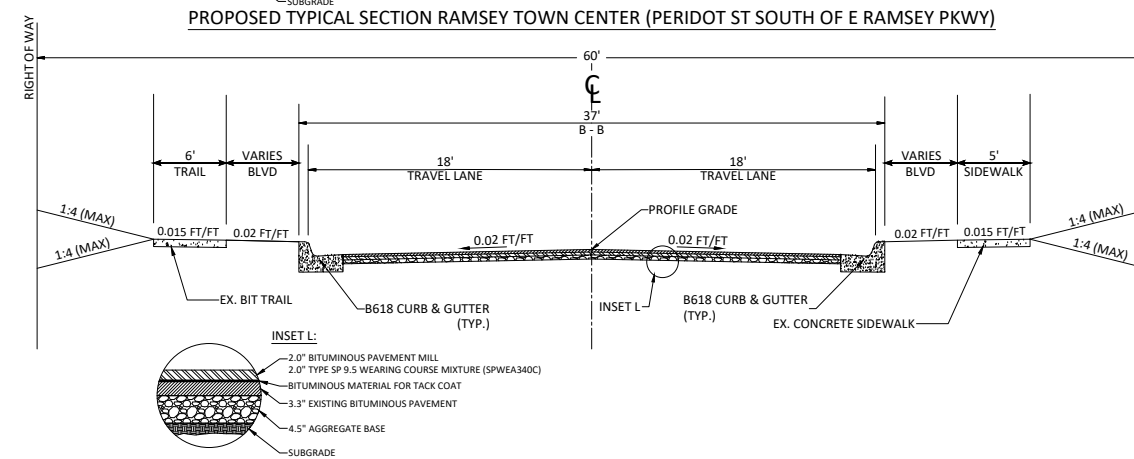 SUBGRADE
PROPOSED TYPICAL SECTION RAMSEY TOWN CENTER (PERIDOT ST SOUTH OF E RAMSEY PKWY)
RIGHT OF WAY
60'
℄
37'
B - B
6'
TRAIL
VARIES
BLVD
18'
TRAVEL LANE
18'
TRAVEL LANE
VARIES
BLVD
5'
SIDEWALK
1:4 (MAX)
1:4 (MAX)
0.015 FT/FT
0.02 FT/FT
0.02 FT/FT
PROFILE GRADE
0.02 FT/FT
0.02 FT/FT
0.015 FT/FT
1:4 (MAX)
1:4 (MAX)
EX. BIT TRAIL
B618 CURB & GUTTER
(TYP.)
INSET L
B618 CURB & GUTTER
(TYP.)
EX. CONCRETE SIDEWALK
INSET L:
2.0" BITUMINOUS PAVEMENT MILL
2.0" TYPE SP 9.5 WEARING COURSE MIXTURE (SPWEA340C)
BITUMINOUS MATERIAL FOR TACK COAT
3.3" EXISTING BITUMINOUS PAVEMENT
4.5" AGGREGATE BASE
SUBGRADE